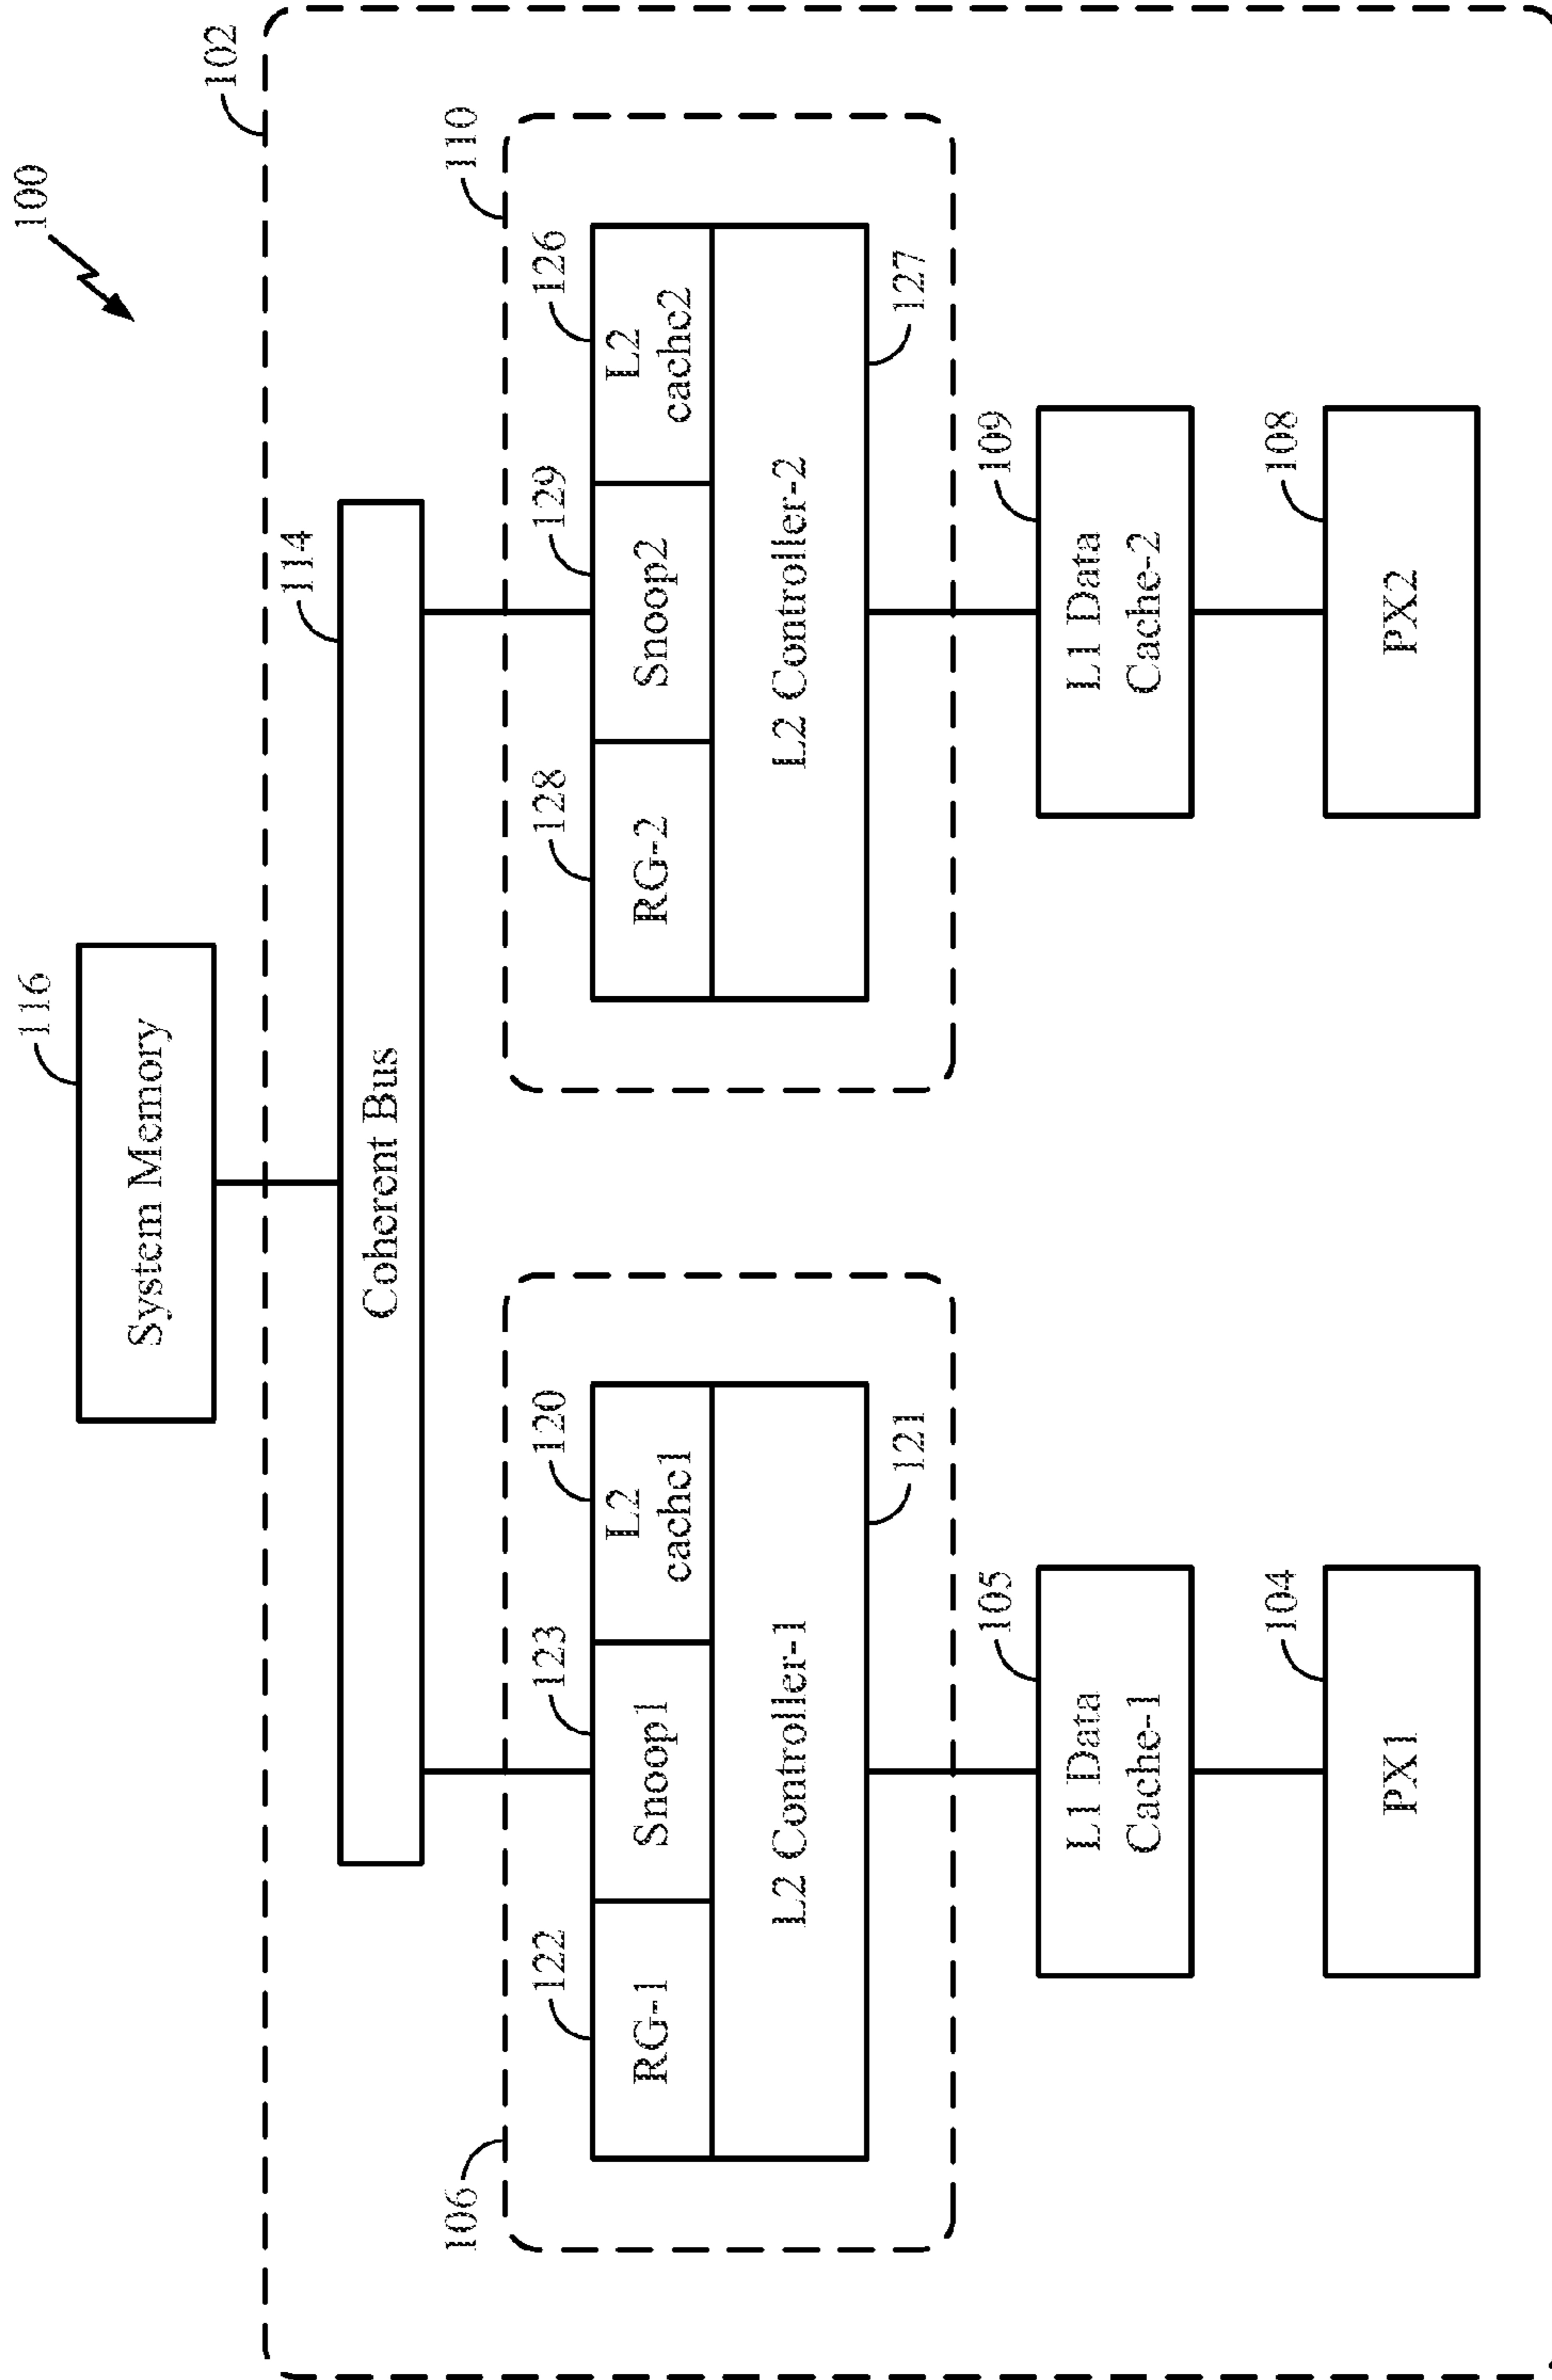 100
116
System Memory
102
114
Coherent Bus
106
110
122
123
120
RG-1
Snoop1
L2
cache1
L2 Controller-1
121
128
129
126
RG-2
Snoop2
L2
cache2
L2 Controller-2
127
105
L1 Data
Cache-1
109
L1 Data
Cache-2
104
PX1
108
PX2